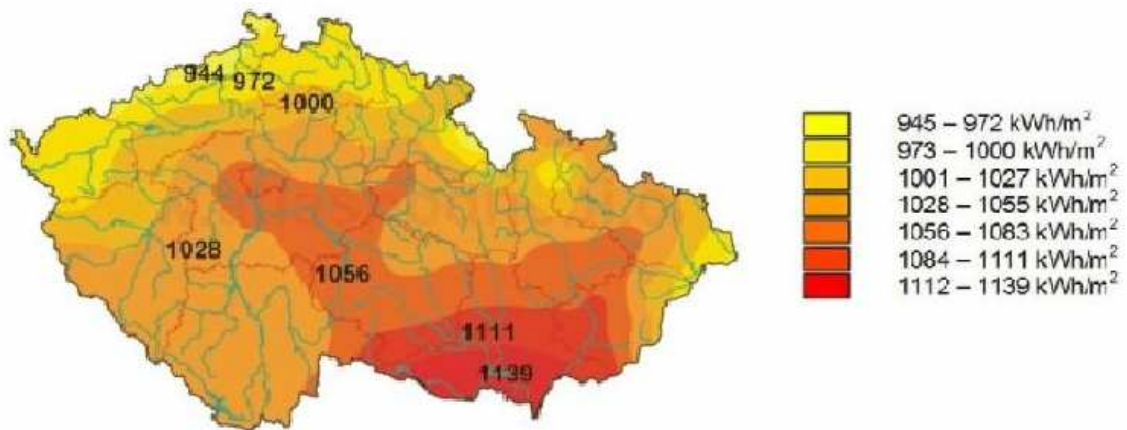 944 972
1000
1028
1056
1111
1139
945 – 972 kWh/m²
973 – 1000 kWh/m²
1001 – 1027 kWh/m²
1028 – 1055 kWh/m²
1056 – 1083 kWh/m²
1084 – 1111 kWh/m²
1112 – 1139 kWh/m²